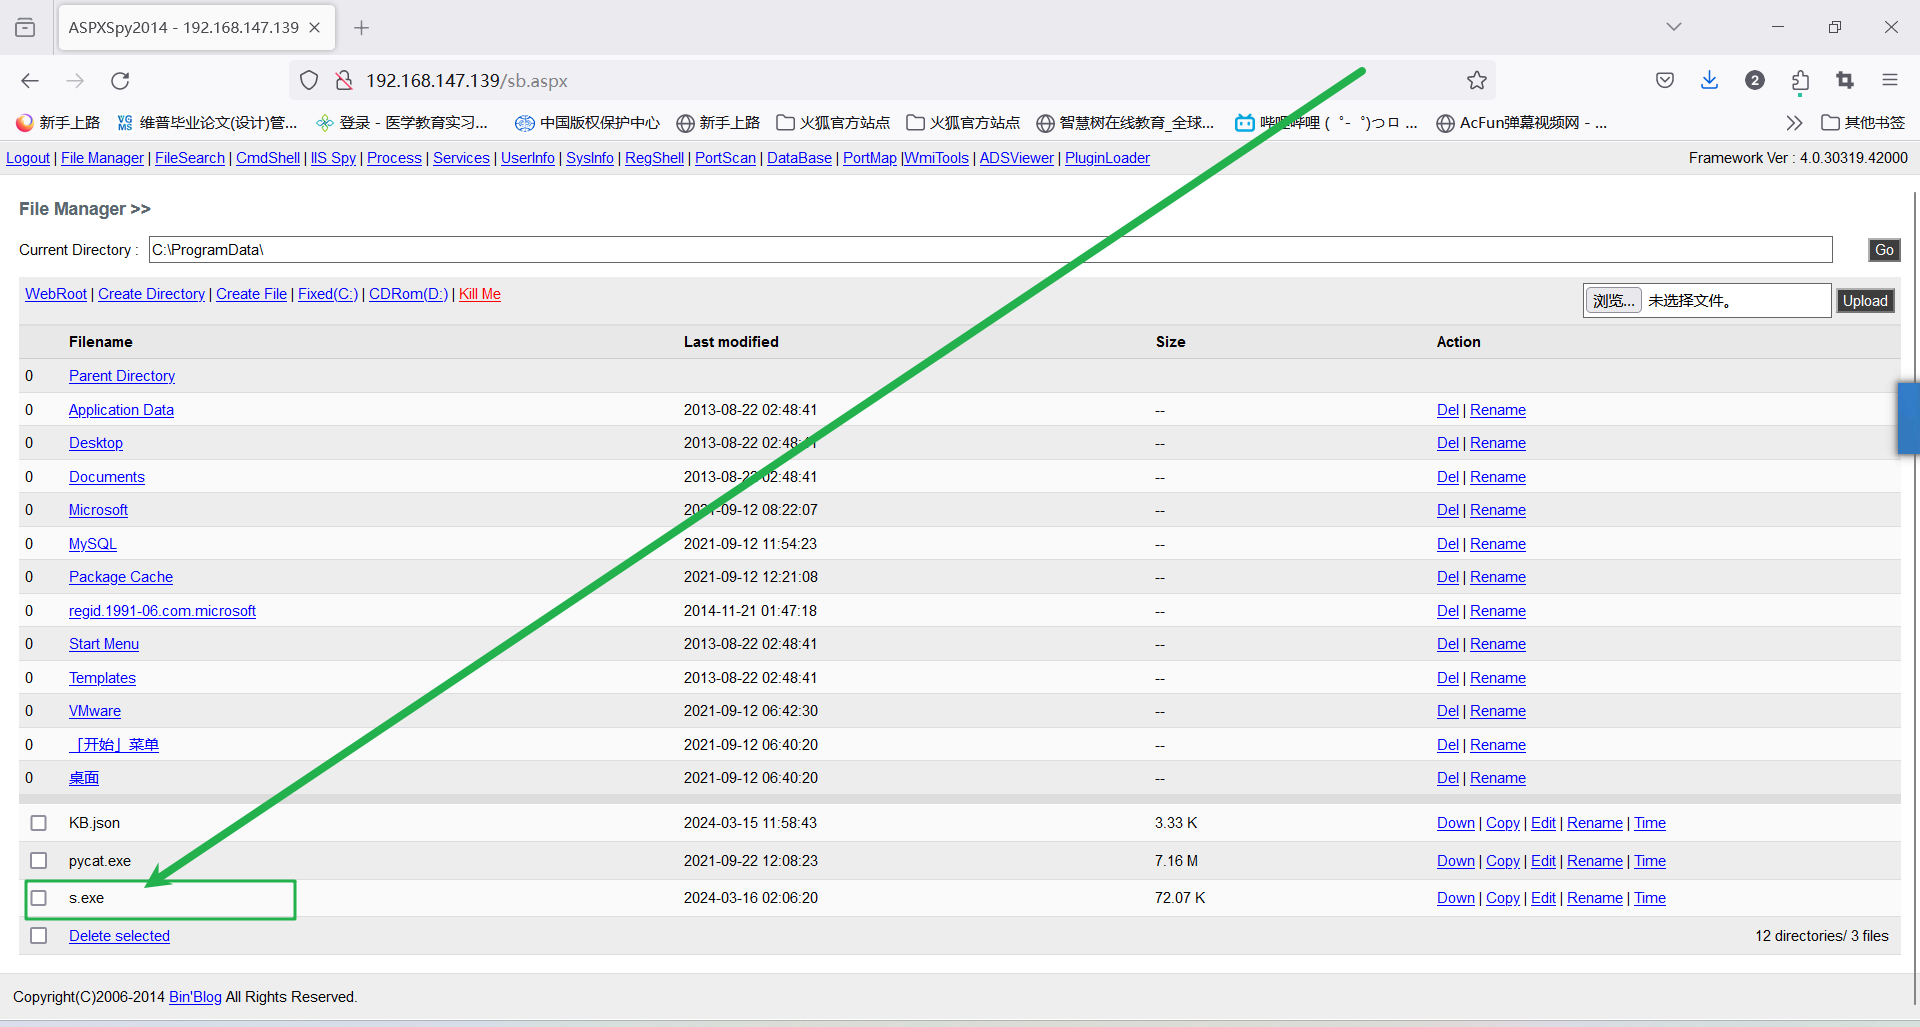 ASPXSpy2014 - 192.168.147.139
192.168.147.139/sb.aspx
2
新手上路 维普毕业论文(设计)管... 登录 - 医学教育实习... 中国版权保护中心 新手上路 火狐官方站点 火狐官方站点 智慧树在线教育_全球... 哔哩哔哩 ( ゜- ゜)つロ ... AcFun弹幕视频网 - ... 其他书签
Logout | File Manager | FileSearch | CmdShell | IIS Spy | Process | Services | UserInfo | SysInfo | RegShell | PortScan | DataBase | PortMap |WmiTools | ADSViewer | PluginLoader Framework Ver : 4.0.30319.42000
File Manager >>
Current Directory : C:\ProgramData\ Go
WebRoot | Create Directory | Create File | Fixed(C:) | CDRom(D:) | Kill Me 浏览... 未选择文件。 Upload
Filename Last modified Size Action
0 Parent Directory
0 Application Data 2013-08-22 02:48:41 -- Del | Rename
0 Desktop 2013-08-22 02:48:41 -- Del | Rename
0 Documents 2013-08-22 02:48:41 -- Del | Rename
0 Microsoft 2021-09-12 08:22:07 -- Del | Rename
0 MySQL 2021-09-12 11:54:23 -- Del | Rename
0 Package Cache 2021-09-12 12:21:08 -- Del | Rename
0 regid.1991-06.com.microsoft 2014-11-21 01:47:18 -- Del | Rename
0 Start Menu 2013-08-22 02:48:41 -- Del | Rename
0 Templates 2013-08-22 02:48:41 -- Del | Rename
0 VMware 2021-09-12 06:42:30 -- Del | Rename
0 「开始」菜单 2021-09-12 06:40:20 -- Del | Rename
0 桌面 2021-09-12 06:40:20 -- Del | Rename
KB.json 2024-03-15 11:58:43 3.33 K Down | Copy | Edit | Rename | Time
pycat.exe 2021-09-22 12:08:23 7.16 M Down | Copy | Edit | Rename | Time
s.exe 2024-03-16 02:06:20 72.07 K Down | Copy | Edit | Rename | Time
Delete selected 12 directories/ 3 files
Copyright(C)2006-2014 Bin'Blog All Rights Reserved.